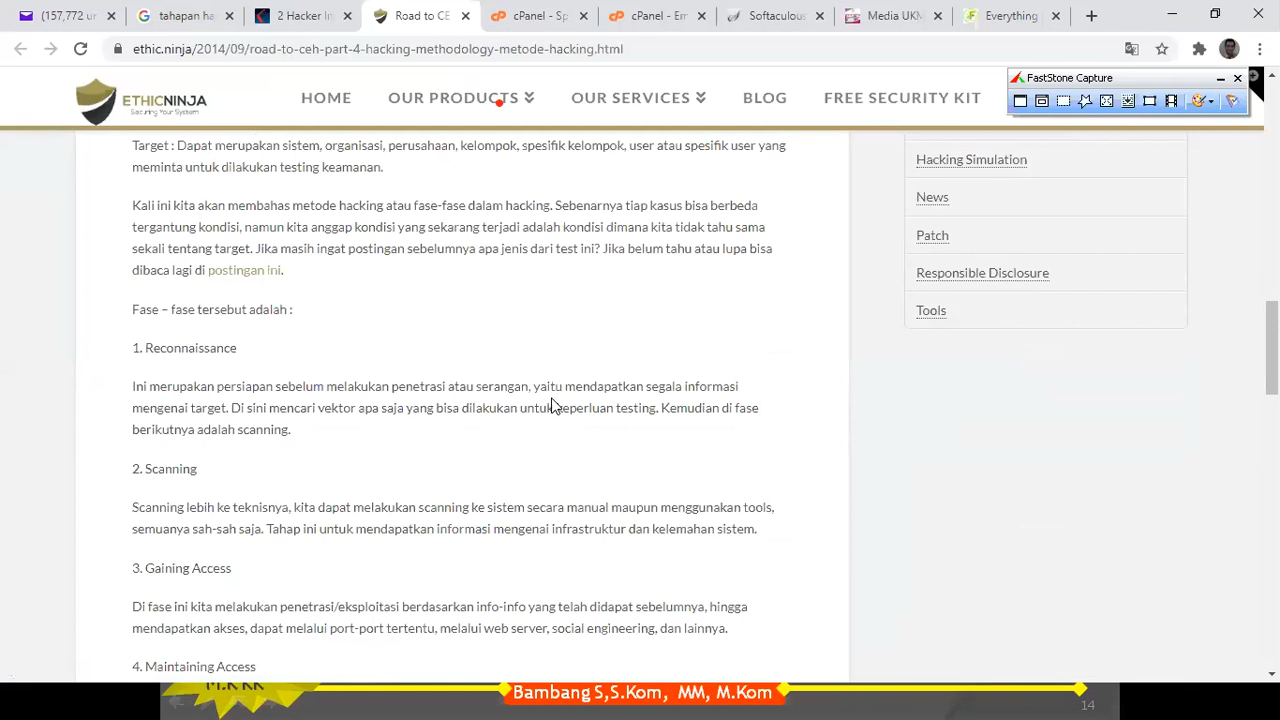 (157,772 ur
tahapan ha
2 Hacker In
Road to CE
cPanel - Sp
cPanel - Em
Softaculous
Media UKM
Everything
ethic.ninja/2014/09/road-to-ceh-part-4-hacking-methodology-metode-hacking.html
FastStone Capture
ETHICNINJA
Securing Your System
HOME
OUR PRODUCTS
OUR SERVICES
BLOG
FREE SECURITY KIT
Target : Dapat merupakan sistem, organisasi, perusahaan, kelompok, spesifik kelompok, user atau spesifik user yang
meminta untuk dilakukan testing keamanan.
Kali ini kita akan membahas metode hacking atau fase-fase dalam hacking. Sebenarnya tiap kasus bisa berbeda
tergantung kondisi, namun kita anggap kondisi yang sekarang terjadi adalah kondisi dimana kita tidak tahu sama
sekali tentang target. Jika masih ingat postingan sebelumnya apa jenis dari test ini? Jika belum tahu atau lupa bisa
dibaca lagi di postingan ini.
Fase – fase tersebut adalah :
1. Reconnaissance
Ini merupakan persiapan sebelum melakukan penetrasi atau serangan, yaitu mendapatkan segala informasi
mengenai target. Di sini mencari vektor apa saja yang bisa dilakukan untuk keperluan testing. Kemudian di fase
berikutnya adalah scanning.
2. Scanning
Scanning lebih ke teknisnya, kita dapat melakukan scanning ke sistem secara manual maupun menggunakan tools,
semuanya sah-sah saja. Tahap ini untuk mendapatkan informasi mengenai infrastruktur dan kelemahan sistem.
3. Gaining Access
Di fase ini kita melakukan penetrasi/eksploitasi berdasarkan info-info yang telah didapat sebelumnya, hingga
mendapatkan akses, dapat melalui port-port tertentu, melalui web server, social engineering, dan lainnya.
4. Maintaining Access
Hacking Simulation
News
Patch
Responsible Disclosure
Tools
M.K KK
Bambang S,S.Kom, MM, M.Kom
14